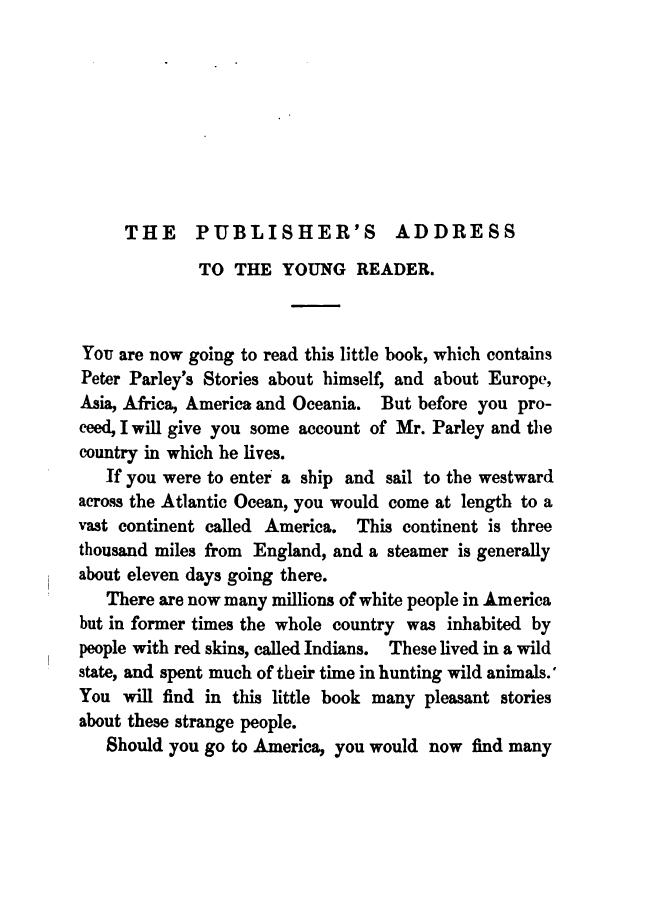 THE PUBLISHER'S ADDRESS
TO THE YOUNG READER.
You are now going to read this little book, which contains
Peter Parley's Stories about himself, and about Europe,
Asia, Africa, America and Oceania. But before you pro-
ceed, I will give you some account of Mr. Parley and the
country in which he lives.
If you were to enter a ship and sail to the westward
across the Atlantic Ocean, you would come at length to a
vast continent called America. This continent is three
thousand miles from England, and a steamer is generally
about eleven days going there.
There are now many millions of white people in America
but in former times the whole country was inhabited by
people with red skins, called Indians. These lived in a wild
state, and spent much of their time in hunting wild animals.
You will find in this little book many pleasant stories
about these strange people.
Should you go to America, you would now find many